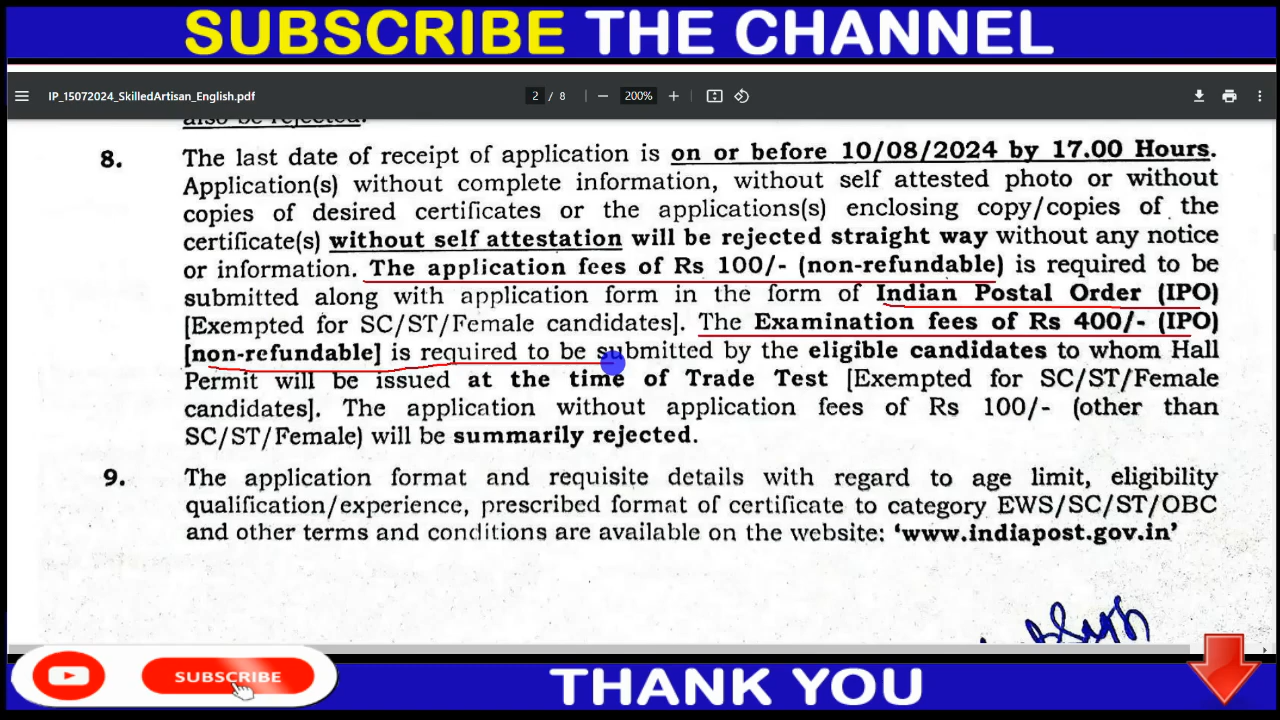 SUBSCRIBE THE CHANNEL
IP_15072024_SkilledArtisan_English.pdf 2 / 8 — 200% +
also be rejected.
8. The last date of receipt of application is on or before 10/08/2024 by 17.00 Hours.
Application(s) without complete information, without self attested photo or without
copies of desired certificates or the applications(s) enclosing copy/copies of the
certificate(s) without self attestation will be rejected straight way without any notice
or information. The application fees of Rs 100/- (non-refundable) is required to be
submitted along with application form in the form of Indian Postal Order (IPO)
[Exempted for SC/ST/Female candidates]. The Examination fees of Rs 400/- (IPO)
[non-refundable] is required to be submitted by the eligible candidates to whom Hall
Permit will be issued at the time of Trade Test [Exempted for SC/ST/Female
candidates]. The application without application fees of Rs 100/- (other than
SC/ST/Female) will be summarily rejected.
9. The application format and requisite details with regard to age limit, eligibility
qualification/experience, prescribed format of certificate to category EWS/SC/ST/OBC
and other terms and conditions are available on the website: 'www.indiapost.gov.in'
SUBSCRIBE
THANK YOU